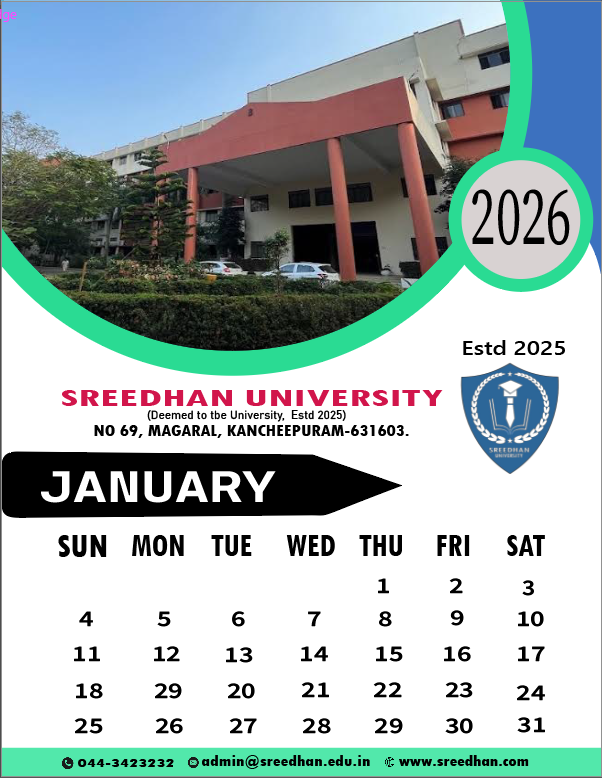 lge
2026
Estd 2025
SREEDHAN UNIVERSITY
(Deemed to tbe University, Estd 2025)
NO 69, MAGARAL, KANCHEEPURAM-631603.
SREEDHAN
UNIVERSITY
JANUARY
SUN MON TUE WED THU FRI SAT
1 2 3
4 5 6 7 8 9 10
11 12 13 14 15 16 17
18 29 20 21 22 23 24
25 26 27 28 29 30 31
044-3423232 admin@sreedhan.edu.in www.sreedhan.com